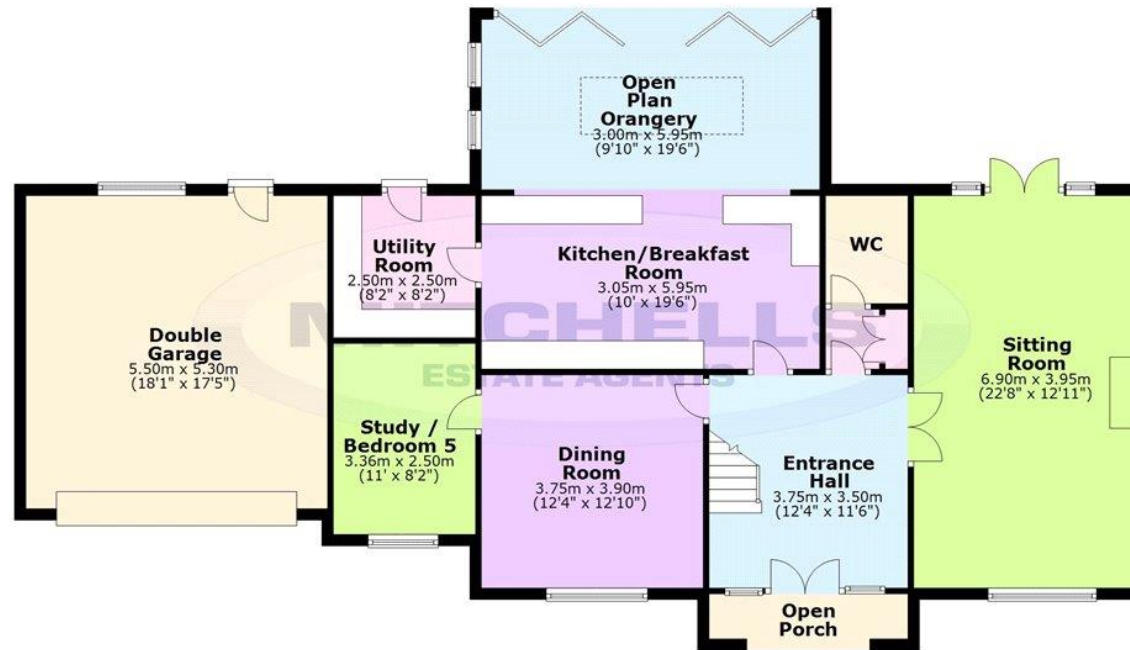 Open
Plan
Orangery
3.00m x 5.95m
(9'10" x 19'6")
Utility
Room
2.50m x 2.50m
(8'2" x 8'2")
Kitchen/Breakfast
Room
3.05m x 5.95m
(10' x 19'6")
WC
Double
Garage
5.50m x 5.30m
(18'1" x 17'5")
MITCHELLS
ESTATE AGENTS
Sitting
Room
6.90m x 3.95m
(22'8" x 12'11")
Study /
Bedroom 5
3.36m x 2.50m
(11' x 8'2")
Dining
Room
3.75m x 3.90m
(12'4" x 12'10")
Entrance
Hall
3.75m x 3.50m
(12'4" x 11'6")
Open
Porch